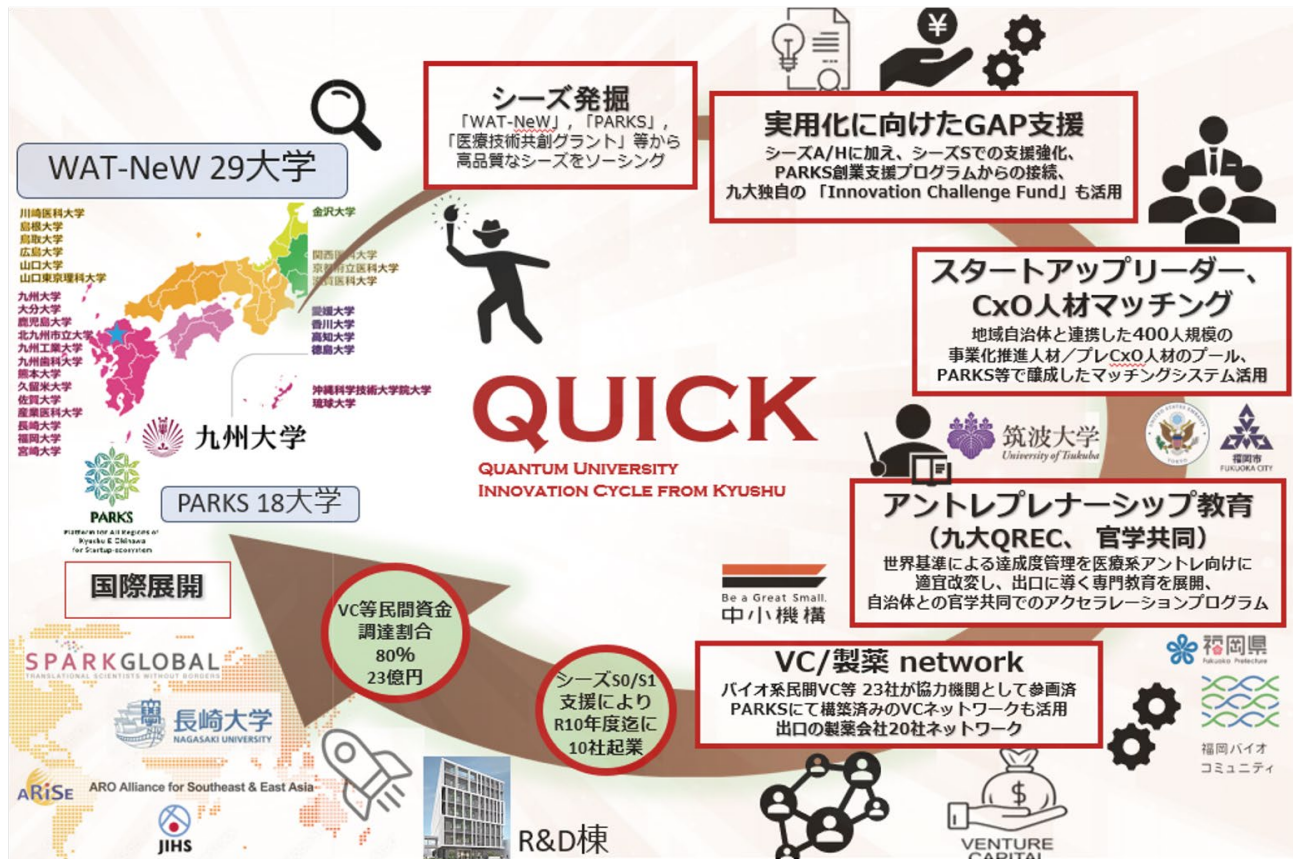 シーズ発掘
「WAT-NeW」,「PARKS」,
「医療技術共創グラント」等から
高品質なシーズをソーシング
実用化に向けたGAP支援
シーズA/Hに加え、シーズSでの支援強化、
PARKS創業支援プログラムからの接続、
九大独自の 「Innovation Challenge Fund」も活用
WAT-NeW 29大学
川崎医科大学
島根大学
鳥取大学
広島大学
山口大学
山口東京理科大学
九州大学
大分大学
鹿児島大学
北九州市立大学
九州工業大学
九州歯科大学
熊本大学
久留米大学
佐賀大学
産業医科大学
長崎大学
福岡大学
宮崎大学
金沢大学
関西医科大学
京都府立医科大学
滋賀医科大学
愛媛大学
香川大学
高知大学
徳島大学
沖縄科学技術大学院大学
琉球大学
九州大学
PARKS
Platform for All Regions of
Kyushu & Okinawa
for Startup-ecosystem
PARKS 18大学
スタートアップリーダー、
CxO人材マッチング
地域自治体と連携した400人規模の
事業化推進人材／プレCxO人材のプール、
PARKS等で醸成したマッチングシステム活用
QUICK
QUANTUM UNIVERSITY
INNOVATION CYCLE FROM KYUSHU
筑波大学
University of Tsukuba
福岡市
FUKUOKA CITY
アントレプレナーシップ教育
（九大QREC、 官学共同）
世界基準による達成度管理を医療系アントレ向けに
適宜改変し、出口に導く専門教育を展開、
自治体との官学共同でのアクセラレーションプログラム
Be a Great Small.
中小機構
VC/製薬 network
バイオ系民間VC等 23社が協力機関として参画済
PARKSにて構築済みのVCネットワークも活用
出口の製薬会社20社ネットワーク
福岡県
Fukuoka Prefecture
福岡バイオ
コミュニティ
国際展開
VC等民間資金
調達割合
80%
23億円
シーズS0/S1
支援により
R10年度迄に
10社起業
SPARKGLOBAL
TRANSLATIONAL SCIENTISTS WITHOUT BORDERS
長崎大学
NAGASAKI UNIVERSITY
ARISE
ARO Alliance for Southeast & East Asia
JIHS
R&D棟
$
VENTURE
CAPITAL